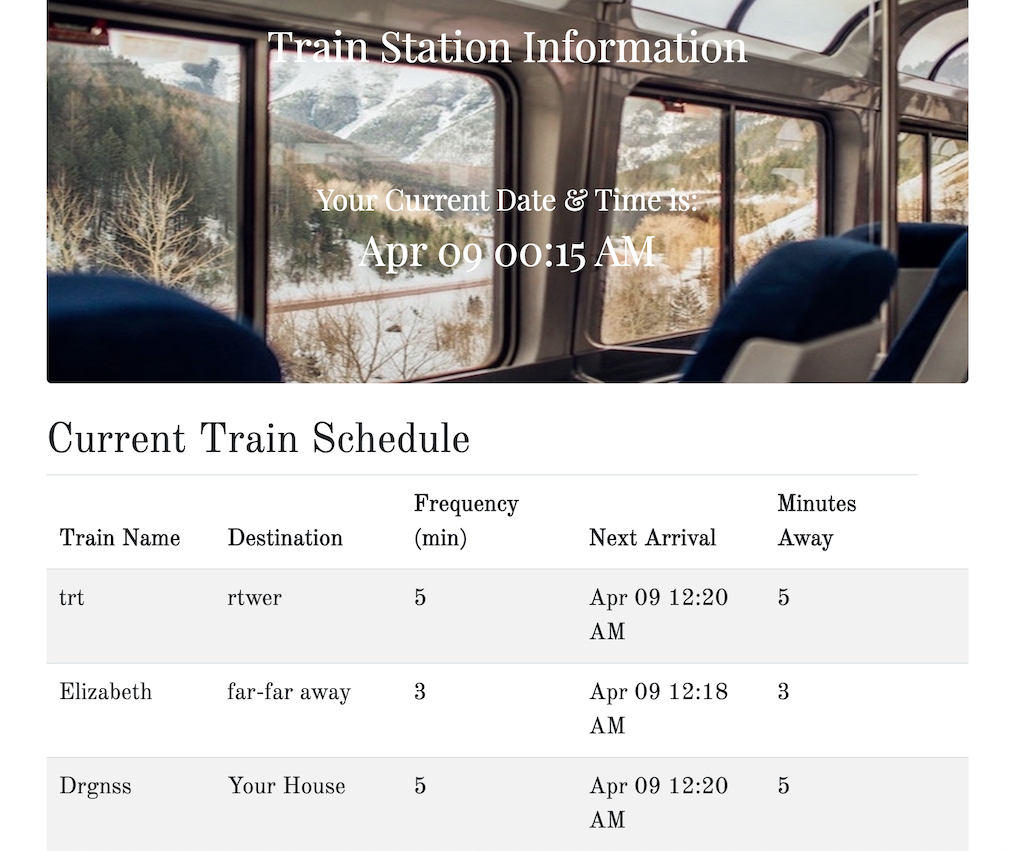 Train Station Information
Your Current Date & Time is:
Apr 09 00:15 AM
Current Train Schedule
Train Name Destination Frequency (min) Next Arrival Minutes Away
trt rtwer 5 Apr 09 12:20 AM 5
Elizabeth far-far away 3 Apr 09 12:18 AM 3
Drgnss Your House 5 Apr 09 12:20 AM 5